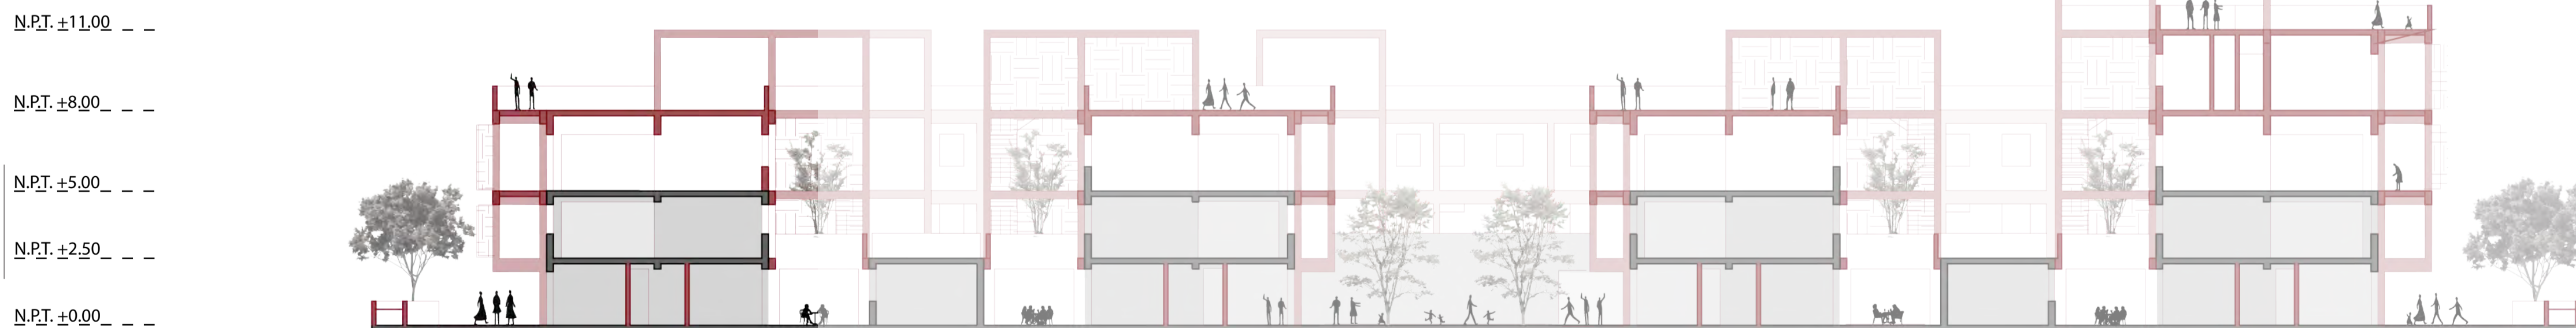 N.P.T. +11.00
N.P.T. +8.00
N.P.T. +5.00
N.P.T. +2.50
N.P.T. +0.00